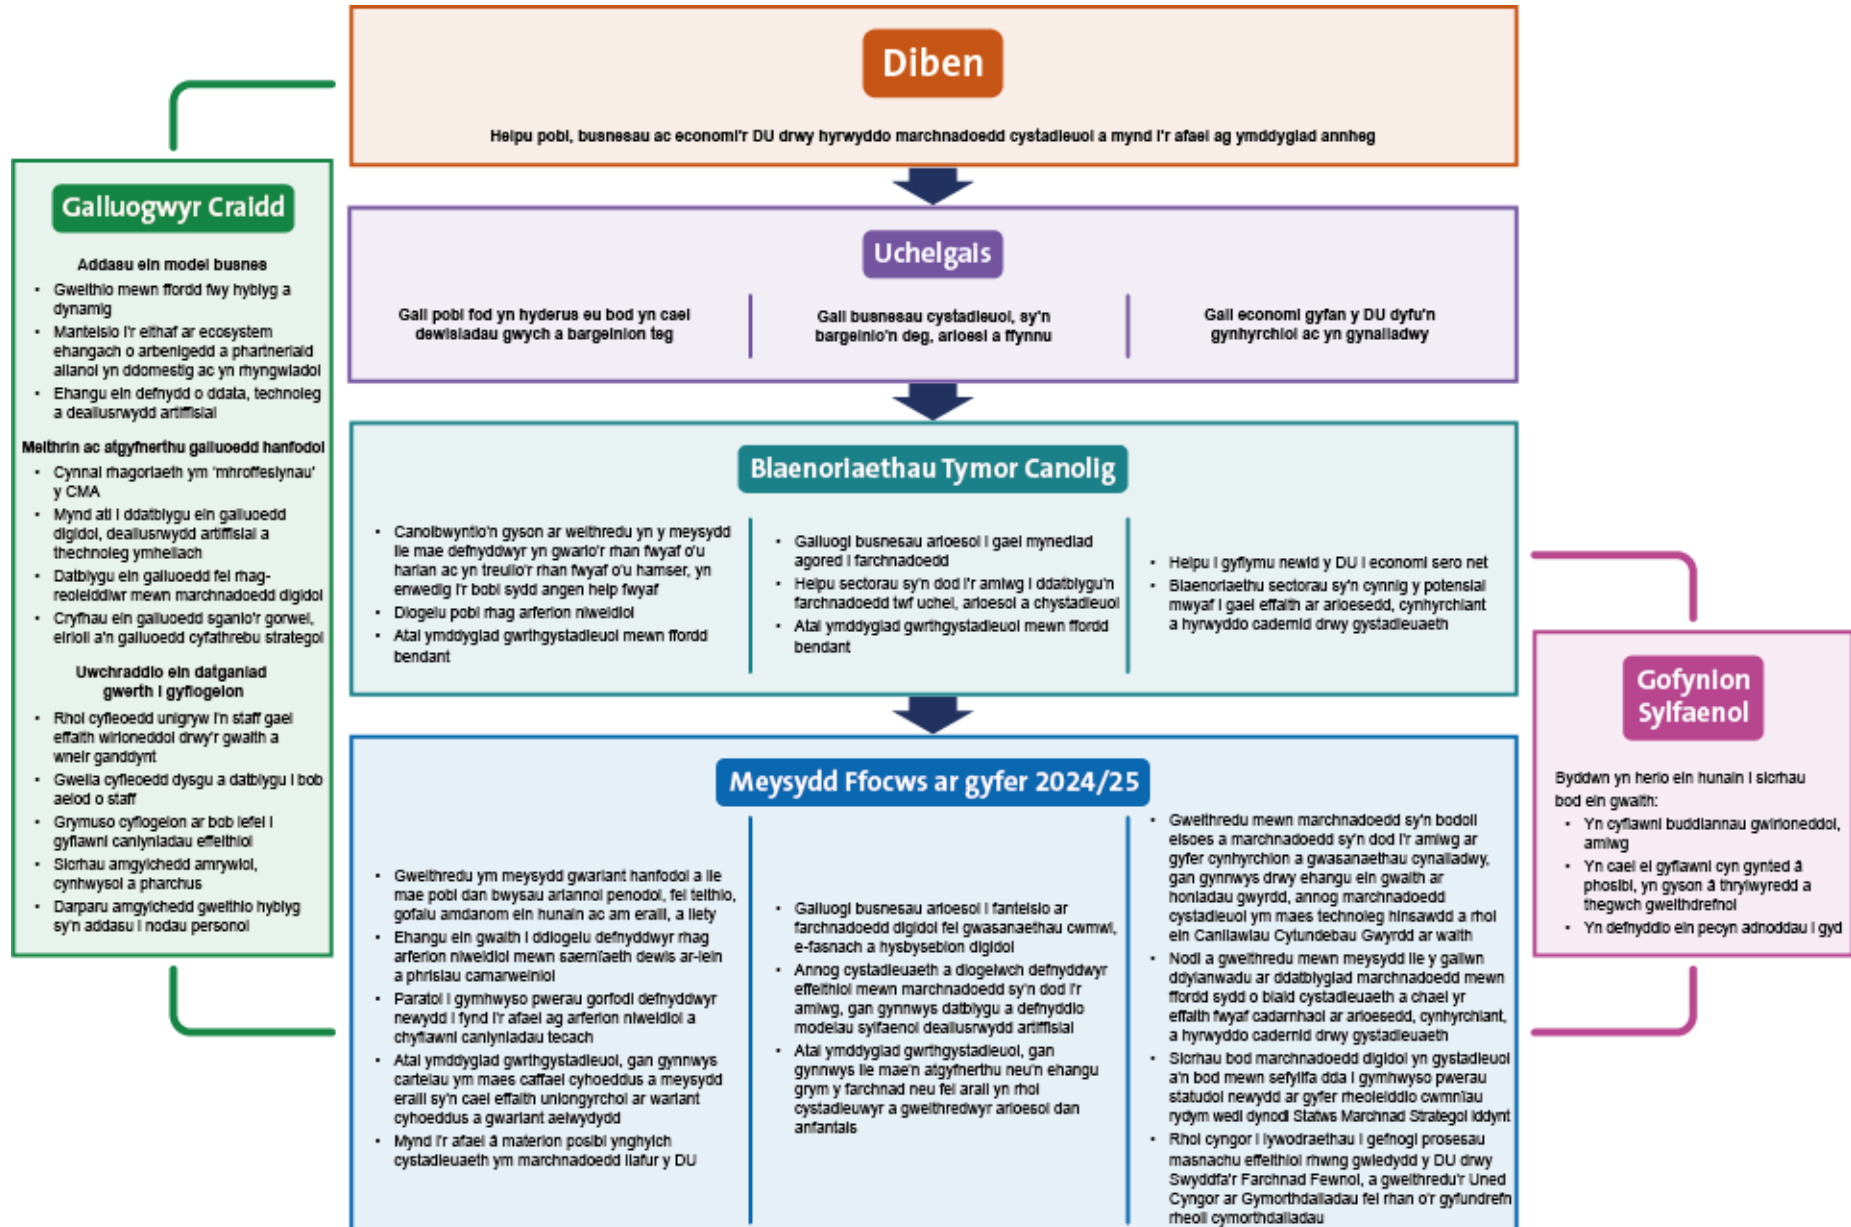 Diben
Helpu pobl, busnesau ac economi'r DU drwy hyrwyddo marchnadoedd cystadleuol a mynd i'r afael ag ymddygiad annheg
Galluogwyr Craidd
Addasu ein model busnes
• Gweithio mewn ffordd fwy hyblyg a
dynamig
• Manteisio i'r eithaf ar ecosystem
ehangach o arbenigedd a phartneriaid
allanol yn ddomestig ac yn rhyngwladol
• Ehangu ein defnydd o ddata, technoleg
a deallusrwydd artiffisial
Meithrin ac atgyfnerthu galluoedd hanfodol
• Cynnal rhagoriaeth ym 'mhroffesiynau'
y CMA
• Mynd ati i ddatblygu ein galluoedd
digidol, deallusrwydd artiffisial a
thechnoleg ymhellach
• Datblygu ein galluoedd fel rhag-
reoleiddiwr mewn marchnadoedd digidol
• Cryfhau ein galluoedd sganio'r gorwel,
eirioli a'n galluoedd cyfathrebu strategol
Uwchraddio ein datganiad
gwerth i gyflogeion
• Rhoi cyfleoedd unigryw i'n staff gael
effaith wirioneddol drwy'r gwaith a
wneir ganddynt
• Gwella cyfleoedd dysgu a datblygu i bob
aelod o staff
• Grymuso cyflogeion ar bob lefel i
gyflawni canlyniadau effeithiol
• Sicrhau amgylchedd amrywiol,
cynhwysol a pharchus
• Darparu amgylchedd gweithio hyblyg
sy'n addasu i nodau personol
Uchelgais
Gall pobl fod yn hyderus eu bod yn cael
dewisiadau gwych a bargeinion teg
Gall busnesau cystadleuol, sy'n
bargeinio'n deg, arloesi a ffynnu
Gall economi gyfan y DU dyfu'n
gynhyrchiol ac yn gynaliadwy
Blaenoriaethau Tymor Canolig
• Canolbwyntio'n gyson ar weithredu yn y meysydd
lle mae defnyddwyr yn gwario'r rhan fwyaf o'u
harian ac yn treulio'r rhan fwyaf o'u hamser, yn
enwedig i'r bobl sydd angen help fwyaf
• Diogelu pobl rhag arferion niweidiol
• Atal ymddygiad gwrthgystadleuol mewn ffordd
bendant
• Galluogi busnesau arloesol i gael mynediad
agored i farchnadoedd
• Helpu sectorau sy'n dod i'r amlwg i ddatblygu'n
farchnadoedd twf uchel, arloesol a chystadleuol
• Atal ymddygiad gwrthgystadleuol mewn ffordd
bendant
• Helpu i gyflymu newid y DU i economi sero net
• Blaenoriaethu sectorau sy'n cynnig y potensial
mwyaf i gael effaith ar arloesedd, cynhyrchiant
a hyrwyddo cadernid drwy gystadleuaeth
Meysydd Ffocws ar gyfer 2024/25
• Gweithredu ym meysydd gwariant hanfodol a lle
mae pobl dan bwysau ariannol penodol, fel teithio,
gofalu amdanom ein hunain ac am eraill, a llety
• Ehangu ein gwaith i ddiogelu defnyddwyr rhag
arferion niweidiol mewn saernïaeth dewis ar-lein
a phrisiau camarweiniol
• Paratoi i gymhwyso pwerau gorfodi defnyddwyr
newydd i fynd i'r afael ag arferion niweidiol a
chyflawni canlyniadau tecach
• Atal ymddygiad gwrthgystadleuol, gan gynnwys
cartelau ym maes caffael cyhoeddus a meysydd
eraill sy'n cael effaith uniongyrchol ar wariant
cyhoeddus a gwariant aelwydydd
• Mynd i'r afael â materion posibl ynghylch
cystadleuaeth ym marchnadoedd llafur y DU
• Galluogi busnesau arloesol i fanteisio ar
farchnadoedd digidol fel gwasanaethau cwmwl,
e-fasnach a hysbysebion digidol
• Annog cystadleuaeth a diogelwch defnyddwyr
effeithiol mewn marchnadoedd sy'n dod i'r
amlwg, gan gynnwys datblygu a defnyddio
modelau sylfaenol deallusrwydd artiffisial
• Atal ymddygiad gwrthgystadleuol, gan
gynnwys lle mae'n atgyfnerthu neu'n ehangu
grym y farchnad neu fel arall yn rhoi
cystadleuwyr a gweithredwyr arloesol dan
anfantais
• Gweithredu mewn marchnadoedd sy'n bodoli
eisoes a marchnadoedd sy'n dod i'r amlwg ar
gyfer cynhyrchion a gwasanaethau cynaliadwy,
gan gynnwys drwy ehangu ein gwaith ar
honiadau gwyrdd, annog marchnadoedd
cystadleuol ym maes technoleg hinsawdd a rhoi
ein Canllawiau Cytundebau Gwyrdd ar waith
• Nodi a gweithredu mewn meysydd lle y gallwn
ddylanwadu ar ddatblygiad marchnadoedd mewn
ffordd sydd o blaid cystadleuaeth a chael yr
effaith fwyaf cadarnhaol ar arloesedd, cynhyrchiant,
a hyrwyddo cadernid drwy gystadleuaeth
• Sicrhau bod marchnadoedd digidol yn gystadleuol
a'n bod mewn sefyllfa dda i gymhwyso pwerau
statudol newydd ar gyfer rheoleiddio cwmnïau
rydym wedi dynodi Statws Marchnad Strategol iddynt
• Rhoi cyngor i lywodraethau i gefnogi prosesau
masnachu effeithiol rhwng gwledydd y DU drwy
Swyddfa'r Farchnad Fewnol, a gweithredu'r Uned
Cyngor ar Gymorthdaliadau fel rhan o'r gyfundrefn
rheoli cymorthdaliadau
Gofynion
Sylfaenol
Byddwn yn herio ein hunain i sicrhau
bod ein gwaith:
• Yn cyflawni buddiannau gwirioneddol,
amlwg
• Yn cael ei gyflawni cyn gynted â
phosibl, yn gyson â thrylwyredd a
thegwch gweithdrefnol
• Yn defnyddio ein pecyn adnoddau i gyd